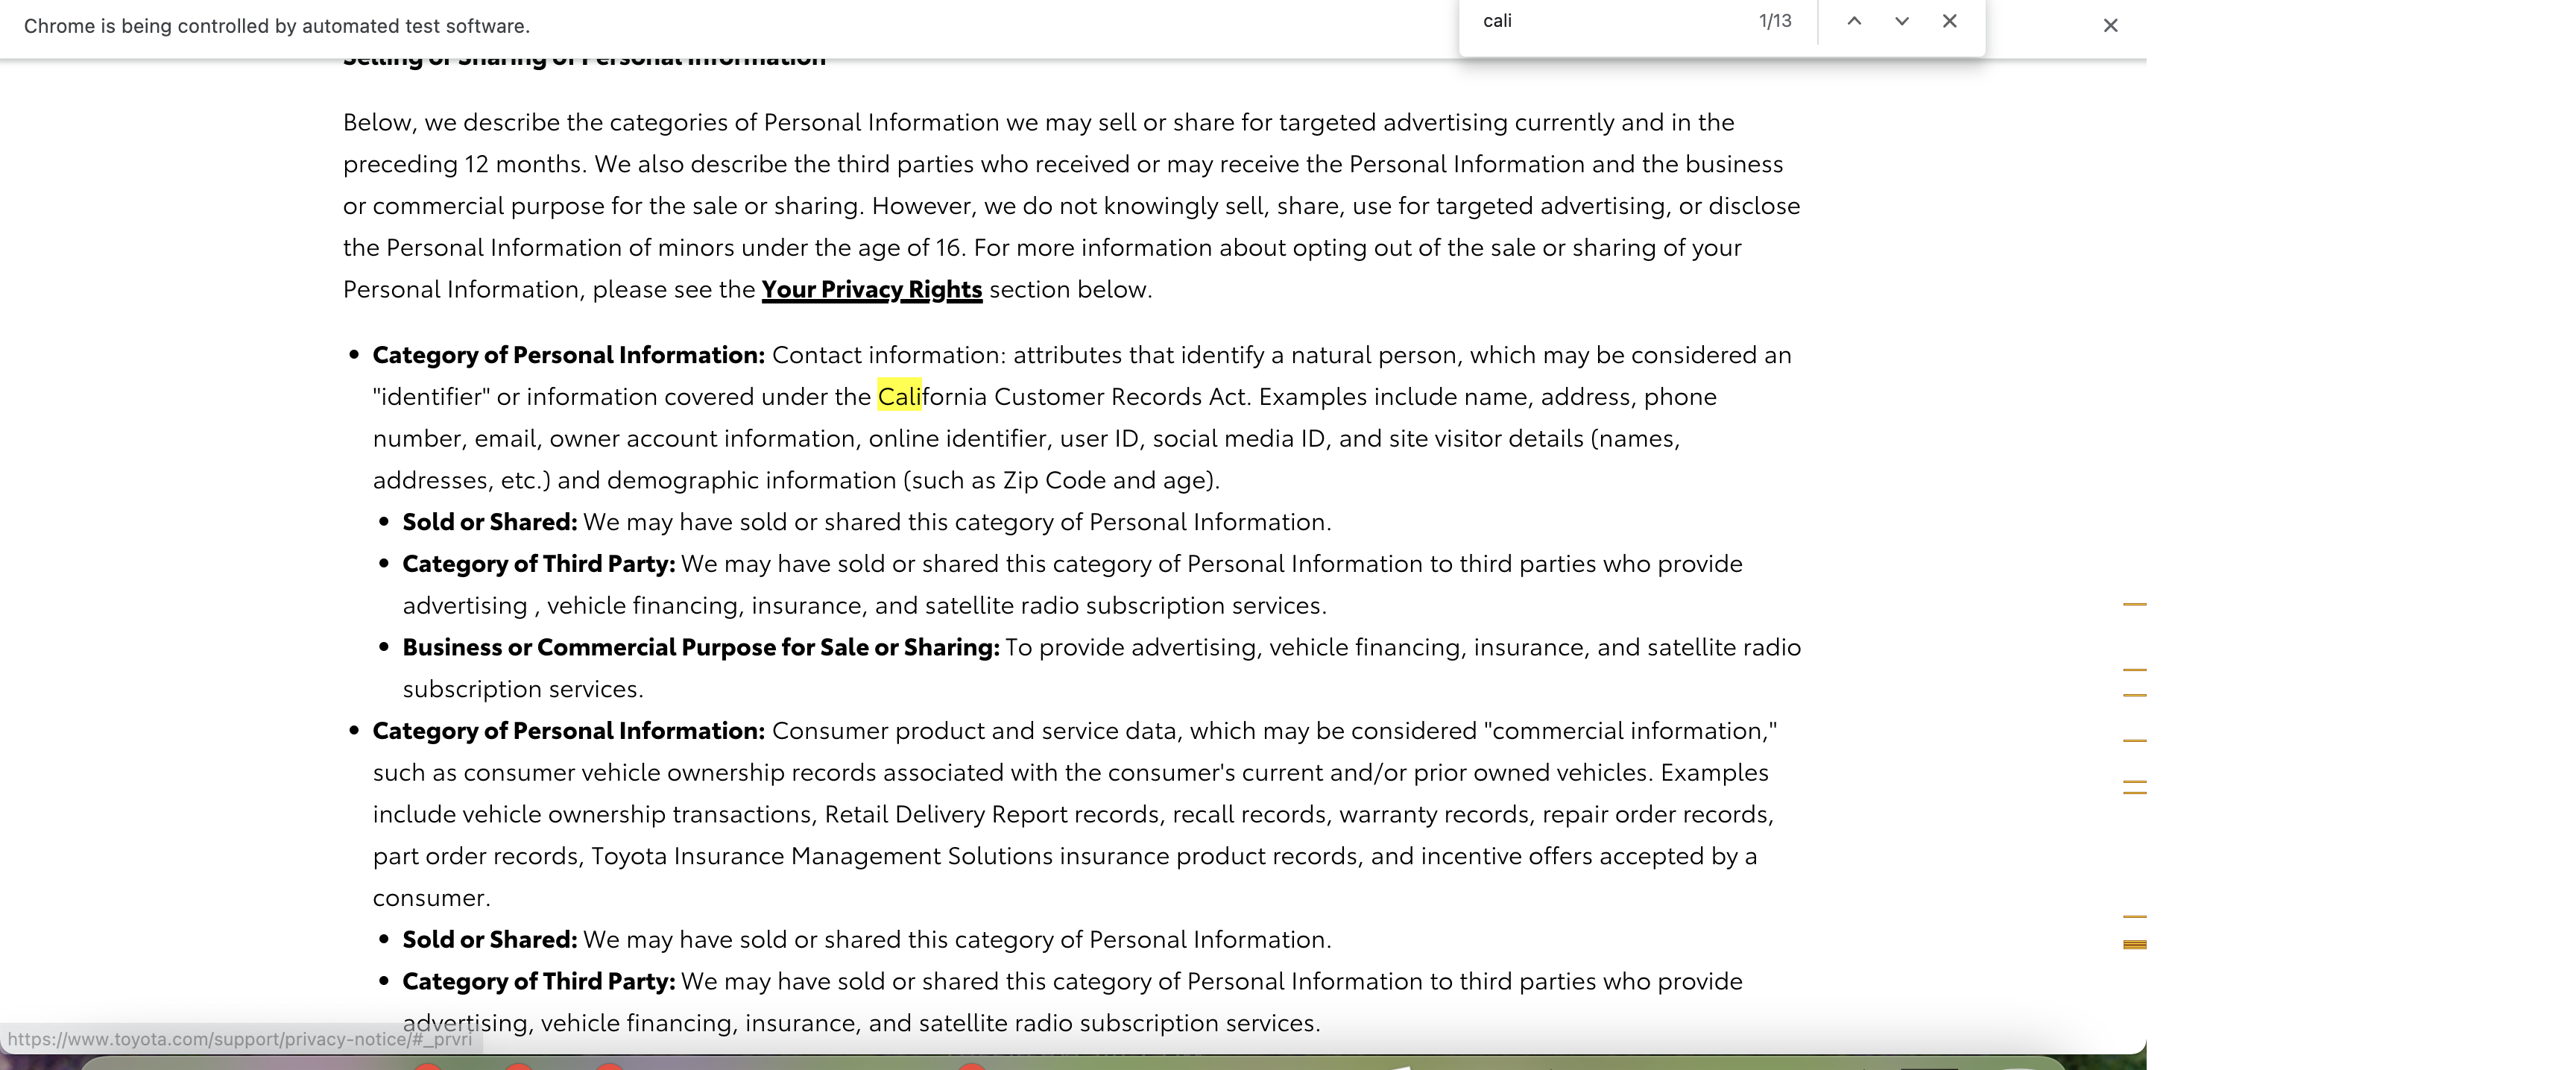 Chrome is being controlled by automated test software.
cali
1/13
Selling or Sharing of Personal Information
Below, we describe the categories of Personal Information we may sell or share for targeted advertising currently and in the
preceding 12 months. We also describe the third parties who received or may receive the Personal Information and the business
or commercial purpose for the sale or sharing. However, we do not knowingly sell, share, use for targeted advertising, or disclose
the Personal Information of minors under the age of 16. For more information about opting out of the sale or sharing of your
Personal Information, please see the Your Privacy Rights section below.
• Category of Personal Information: Contact information: attributes that identify a natural person, which may be considered an
"identifier" or information covered under the California Customer Records Act. Examples include name, address, phone
number, email, owner account information, online identifier, user ID, social media ID, and site visitor details (names,
addresses, etc.) and demographic information (such as Zip Code and age).
• Sold or Shared: We may have sold or shared this category of Personal Information.
• Category of Third Party: We may have sold or shared this category of Personal Information to third parties who provide
advertising , vehicle financing, insurance, and satellite radio subscription services.
• Business or Commercial Purpose for Sale or Sharing: To provide advertising, vehicle financing, insurance, and satellite radio
subscription services.
• Category of Personal Information: Consumer product and service data, which may be considered "commercial information,"
such as consumer vehicle ownership records associated with the consumer's current and/or prior owned vehicles. Examples
include vehicle ownership transactions, Retail Delivery Report records, recall records, warranty records, repair order records,
part order records, Toyota Insurance Management Solutions insurance product records, and incentive offers accepted by a
consumer.
• Sold or Shared: We may have sold or shared this category of Personal Information.
• Category of Third Party: We may have sold or shared this category of Personal Information to third parties who provide
advertising, vehicle financing, insurance, and satellite radio subscription services.
https://www.toyota.com/support/privacy-notice/#_prvri